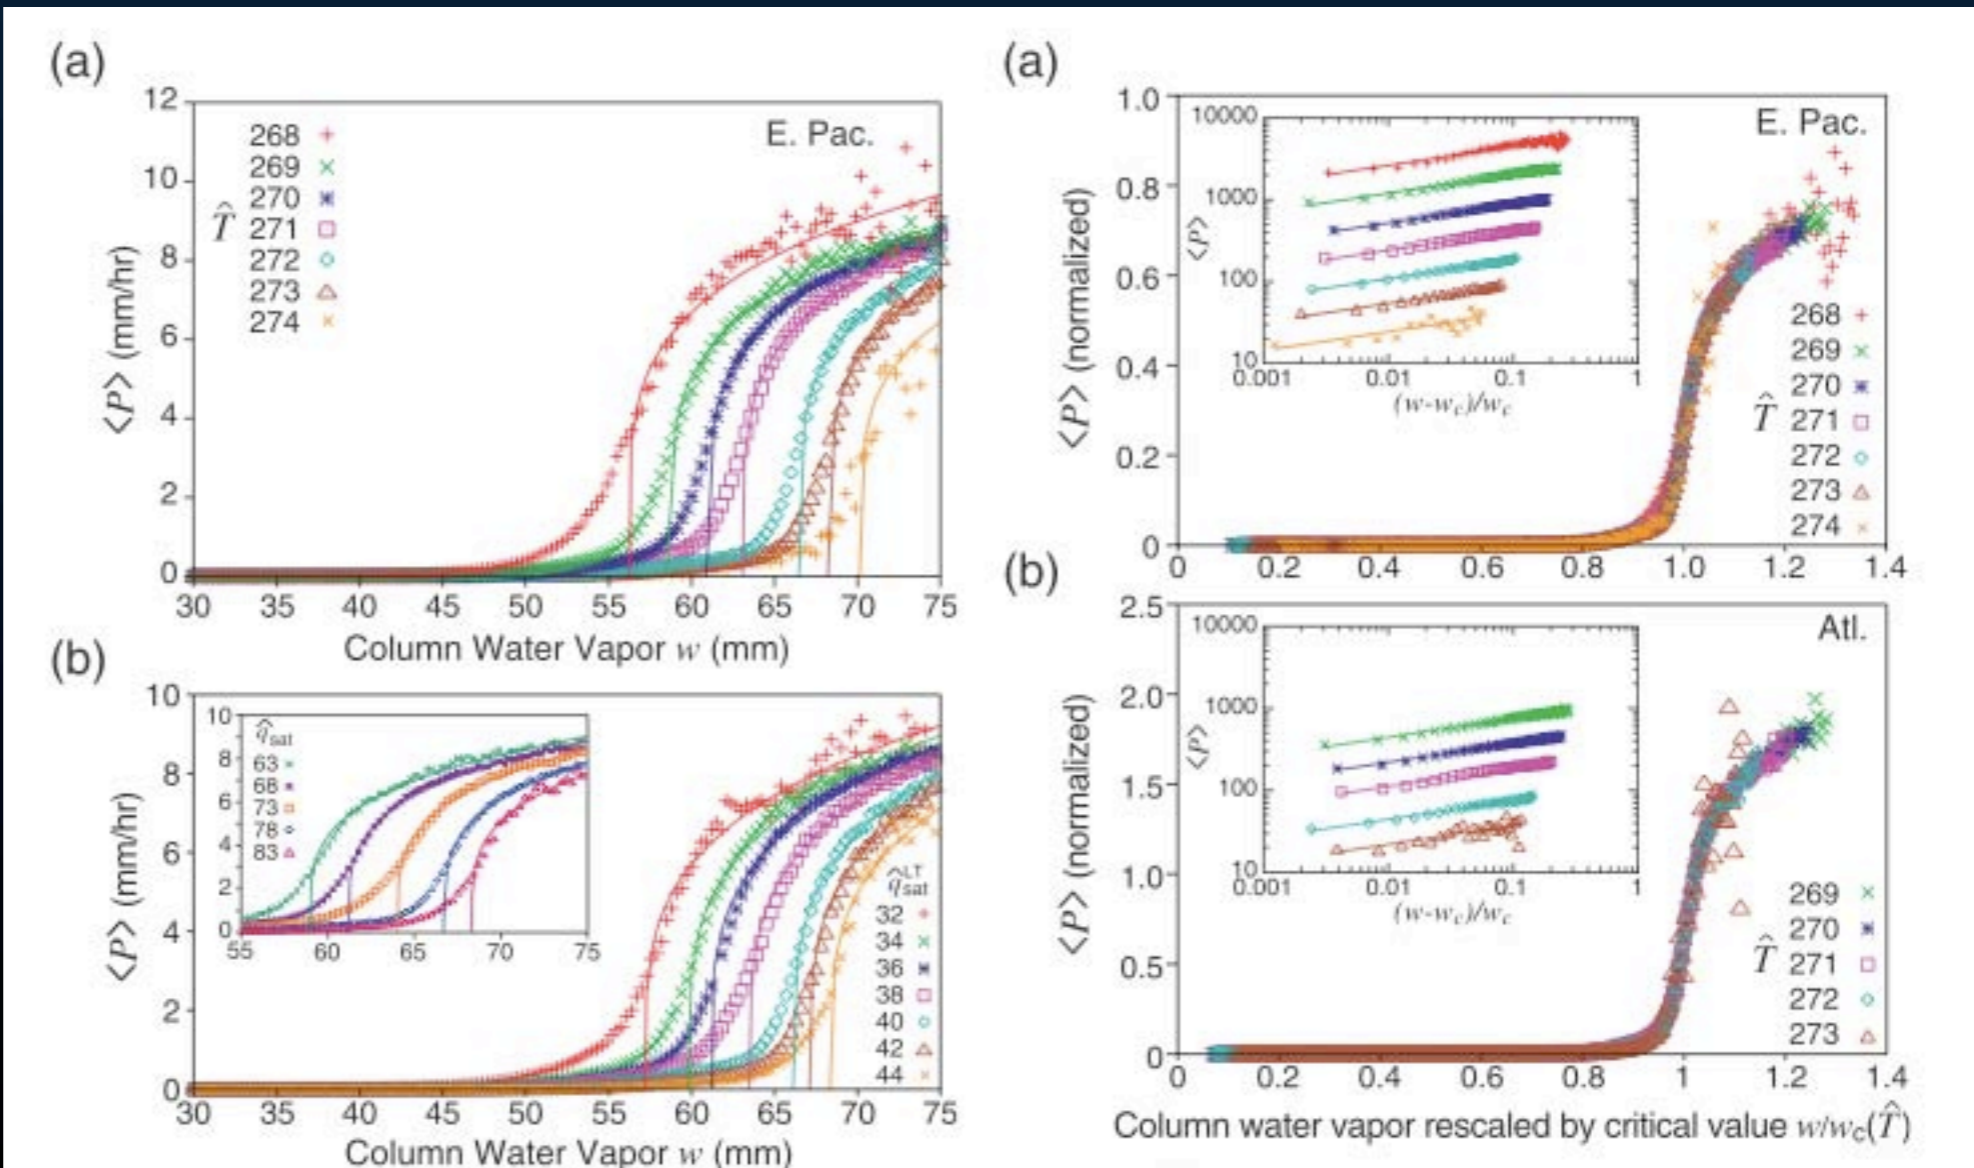 (a)
12
10
8
6
4
2
0
⟨P⟩ (mm/hr)
E. Pac.
T̂
268
269
270
271
272
273
274
30 35 40 45 50 55 60 65 70 75
Column Water Vapor w (mm)
(b)
10
8
6
4
2
0
⟨P⟩ (mm/hr)
10
8
6
4
2
0
q̂sat
63
68
73
78
83
55 60 65 70 75
q̂satLT
32
34
36
38
40
42
44
30 35 40 45 50 55 60 65 70 75
Column Water Vapor w (mm)
(a)
1.0
0.8
0.6
0.4
0.2
0
⟨P⟩ (normalized)
E. Pac.
10000
1000
100
10
⟨P⟩
0.001 0.01 0.1 1
(w-wc)/wc
T̂
268
269
270
271
272
273
274
0 0.2 0.4 0.6 0.8 1.0 1.2 1.4
(b)
2.5
2.0
1.5
1.0
0.5
0
⟨P⟩ (normalized)
Atl.
10000
1000
100
10
⟨P⟩
0.001 0.01 0.1 1
(w-wc)/wc
T̂
269
270
271
272
273
0 0.2 0.4 0.6 0.8 1 1.2 1.4
Column water vapor rescaled by critical value w/wc(T̂)